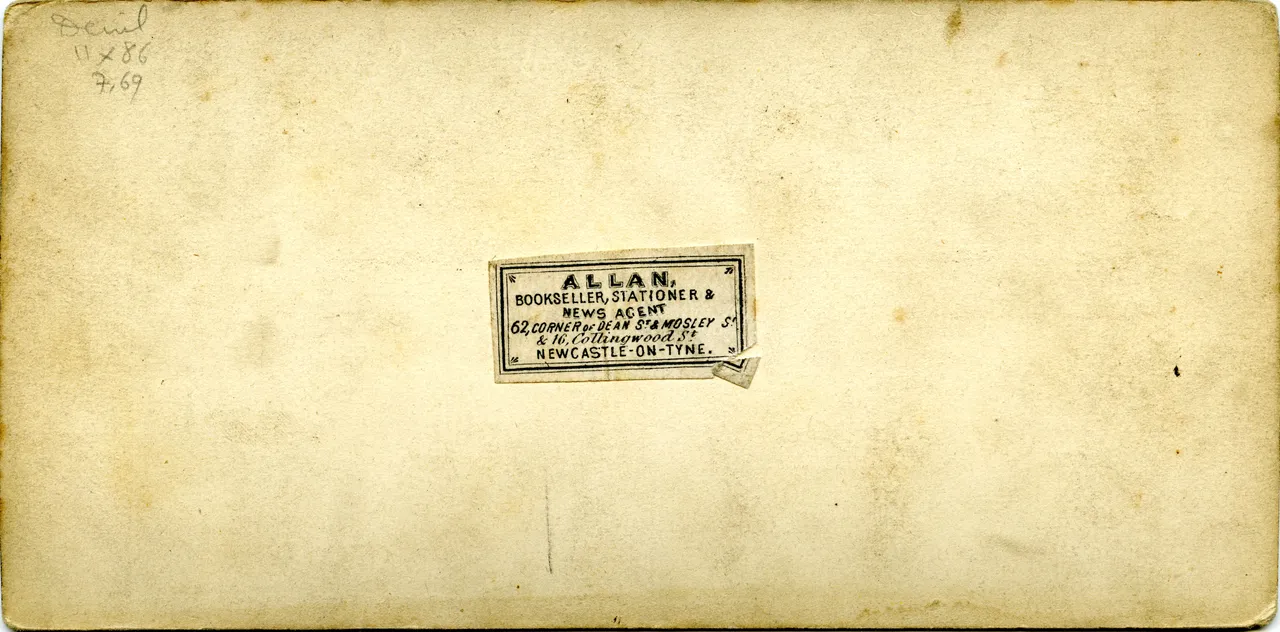 11 x 86
7,69
ALLAN,
BOOKSELLER, STATIONER &
NEWS AGENT
62, CORNER OF DEAN ST & MOSLEY ST
& 16, Collingwood St
NEWCASTLE-ON-TYNE.